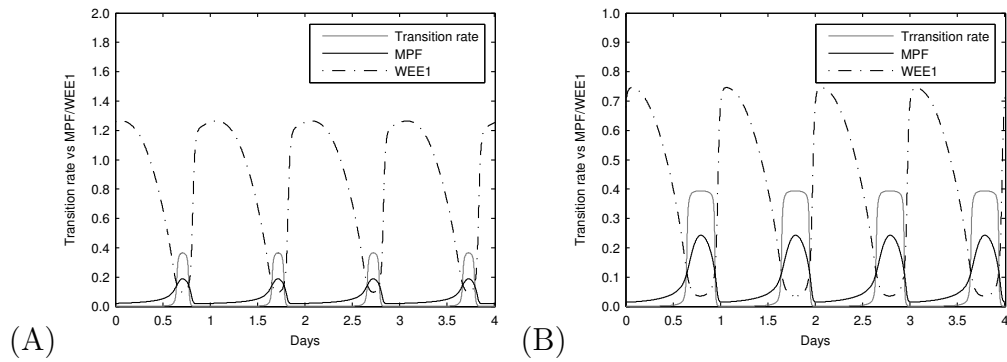 2.0
1.8
1.6
1.4
1.2
1.0
0.8
0.6
0.4
0.2
0.0
Transition rate vs MPF/WEE1
0 0.5 1 1.5 2 2.5 3 3.5 4
Days
Transition rate
MPF
WEE1
(A)
1.0
0.9
0.8
0.7
0.6
0.5
0.4
0.3
0.2
0.1
0.0
Transition rate vs MPF/WEE1
0 0.5 1 1.5 2 2.5 3 3.5 4
Days
Transition rate
MPF
WEE1
(B)